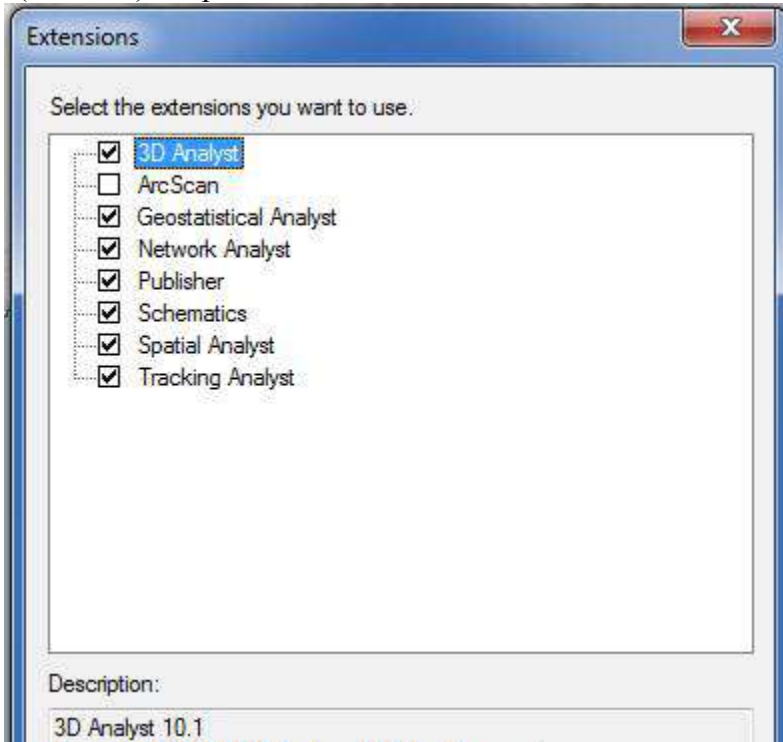 Extensions
Select the extensions you want to use.
3D Analyst
ArcScan
Geostatistical Analyst
Network Analyst
Publisher
Schematics
Spatial Analyst
Tracking Analyst
Description:
3D Analyst 10.1